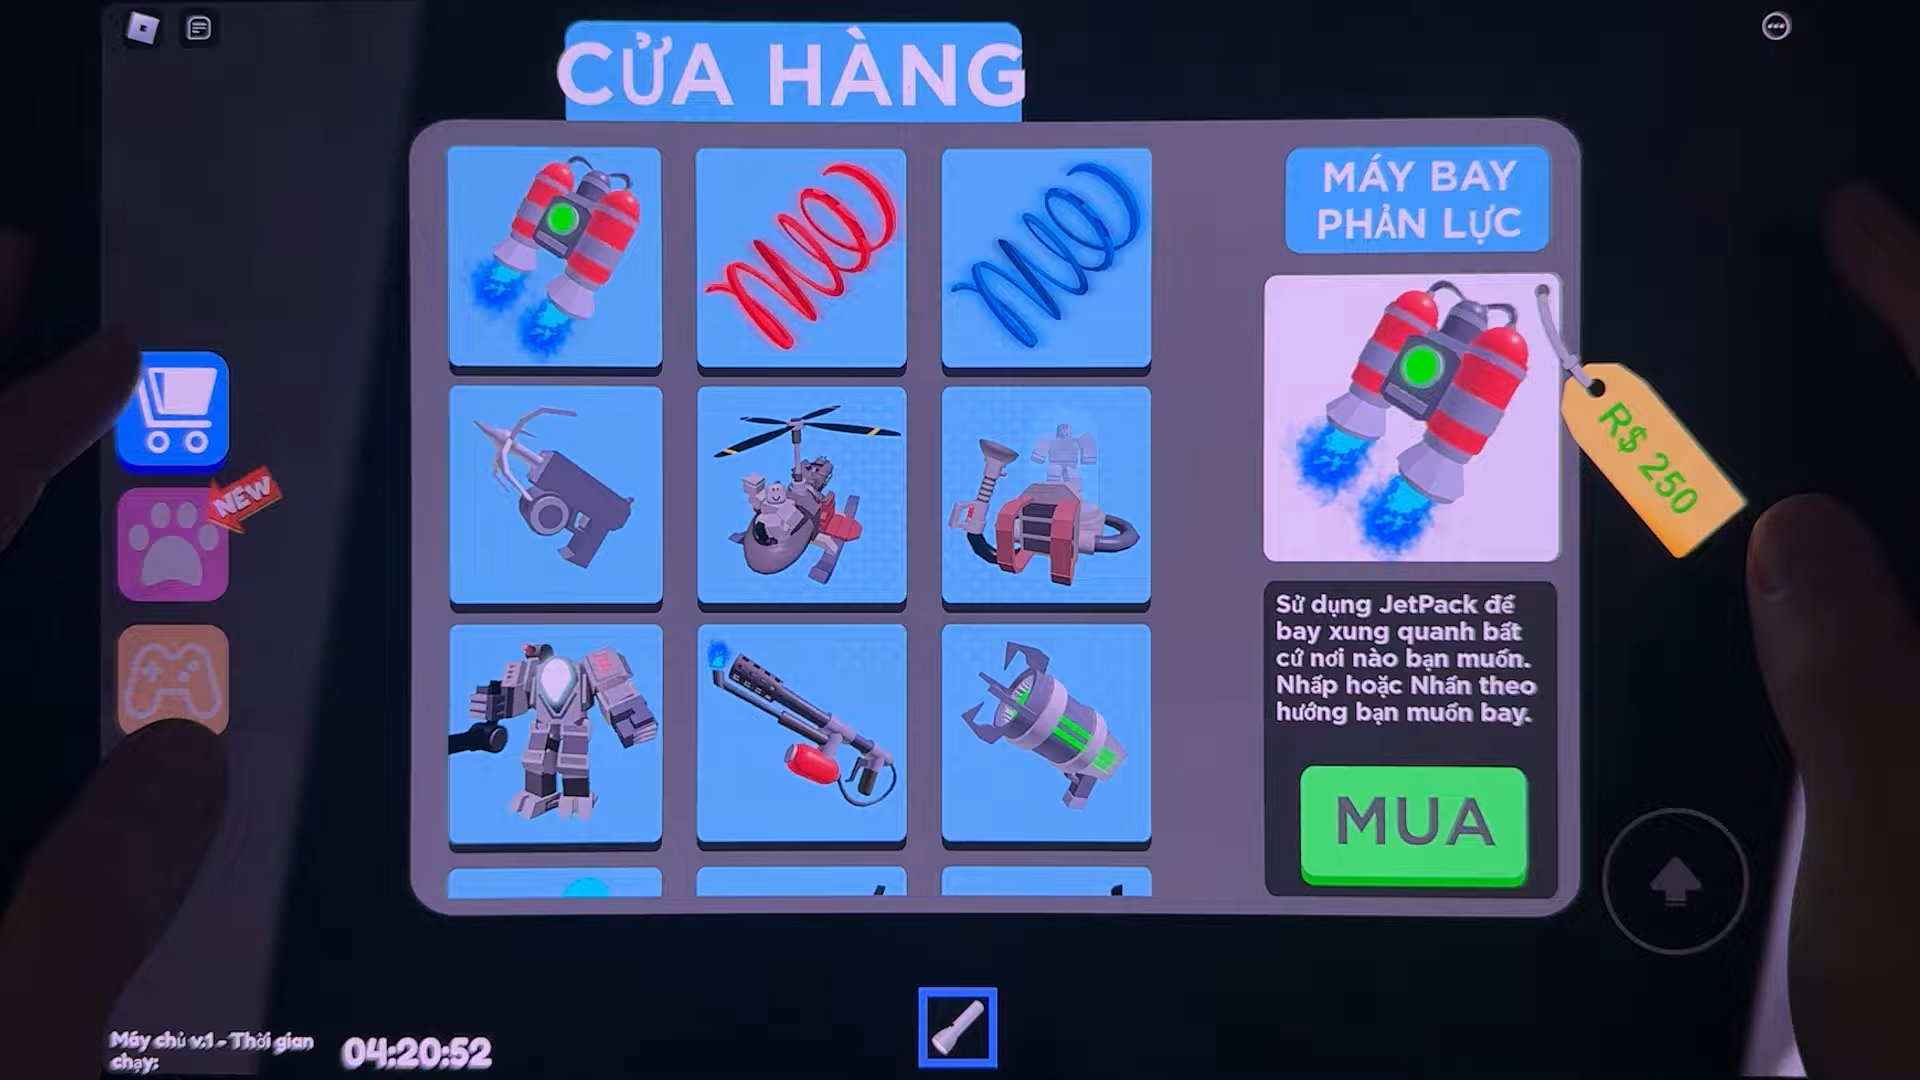 CỬA HÀNG
MÁY BAY
PHẢN LỰC
R$ 250
NEW
Sử dụng JetPack để
bay xung quanh bất
cứ nơi nào bạn muốn.
Nhấp hoặc Nhấn theo
hướng bạn muốn bay.
MUA
Máy chủ v.1 - Thời gian
chạy:
04:20:52